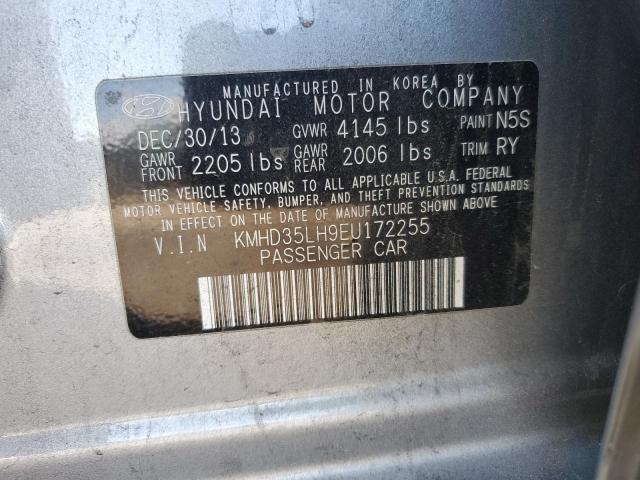 MANUFACTURED IN KOREA BY
HYUNDAI MOTOR COMPANY
DEC/30/13 GVWR 4145 lbs PAINT N5S
GAWR FRONT 2205 lbs GAWR REAR 2006 lbs TRIM RY
THIS VEHICLE CONFORMS TO ALL APPLICABLE U.S.A. FEDERAL
MOTOR VEHICLE SAFETY, BUMPER, AND THEFT PREVENTION STANDARDS
IN EFFECT ON THE DATE OF MANUFACTURE SHOWN ABOVE
V.I.N KMHD35LH9EU172255
PASSENGER CAR